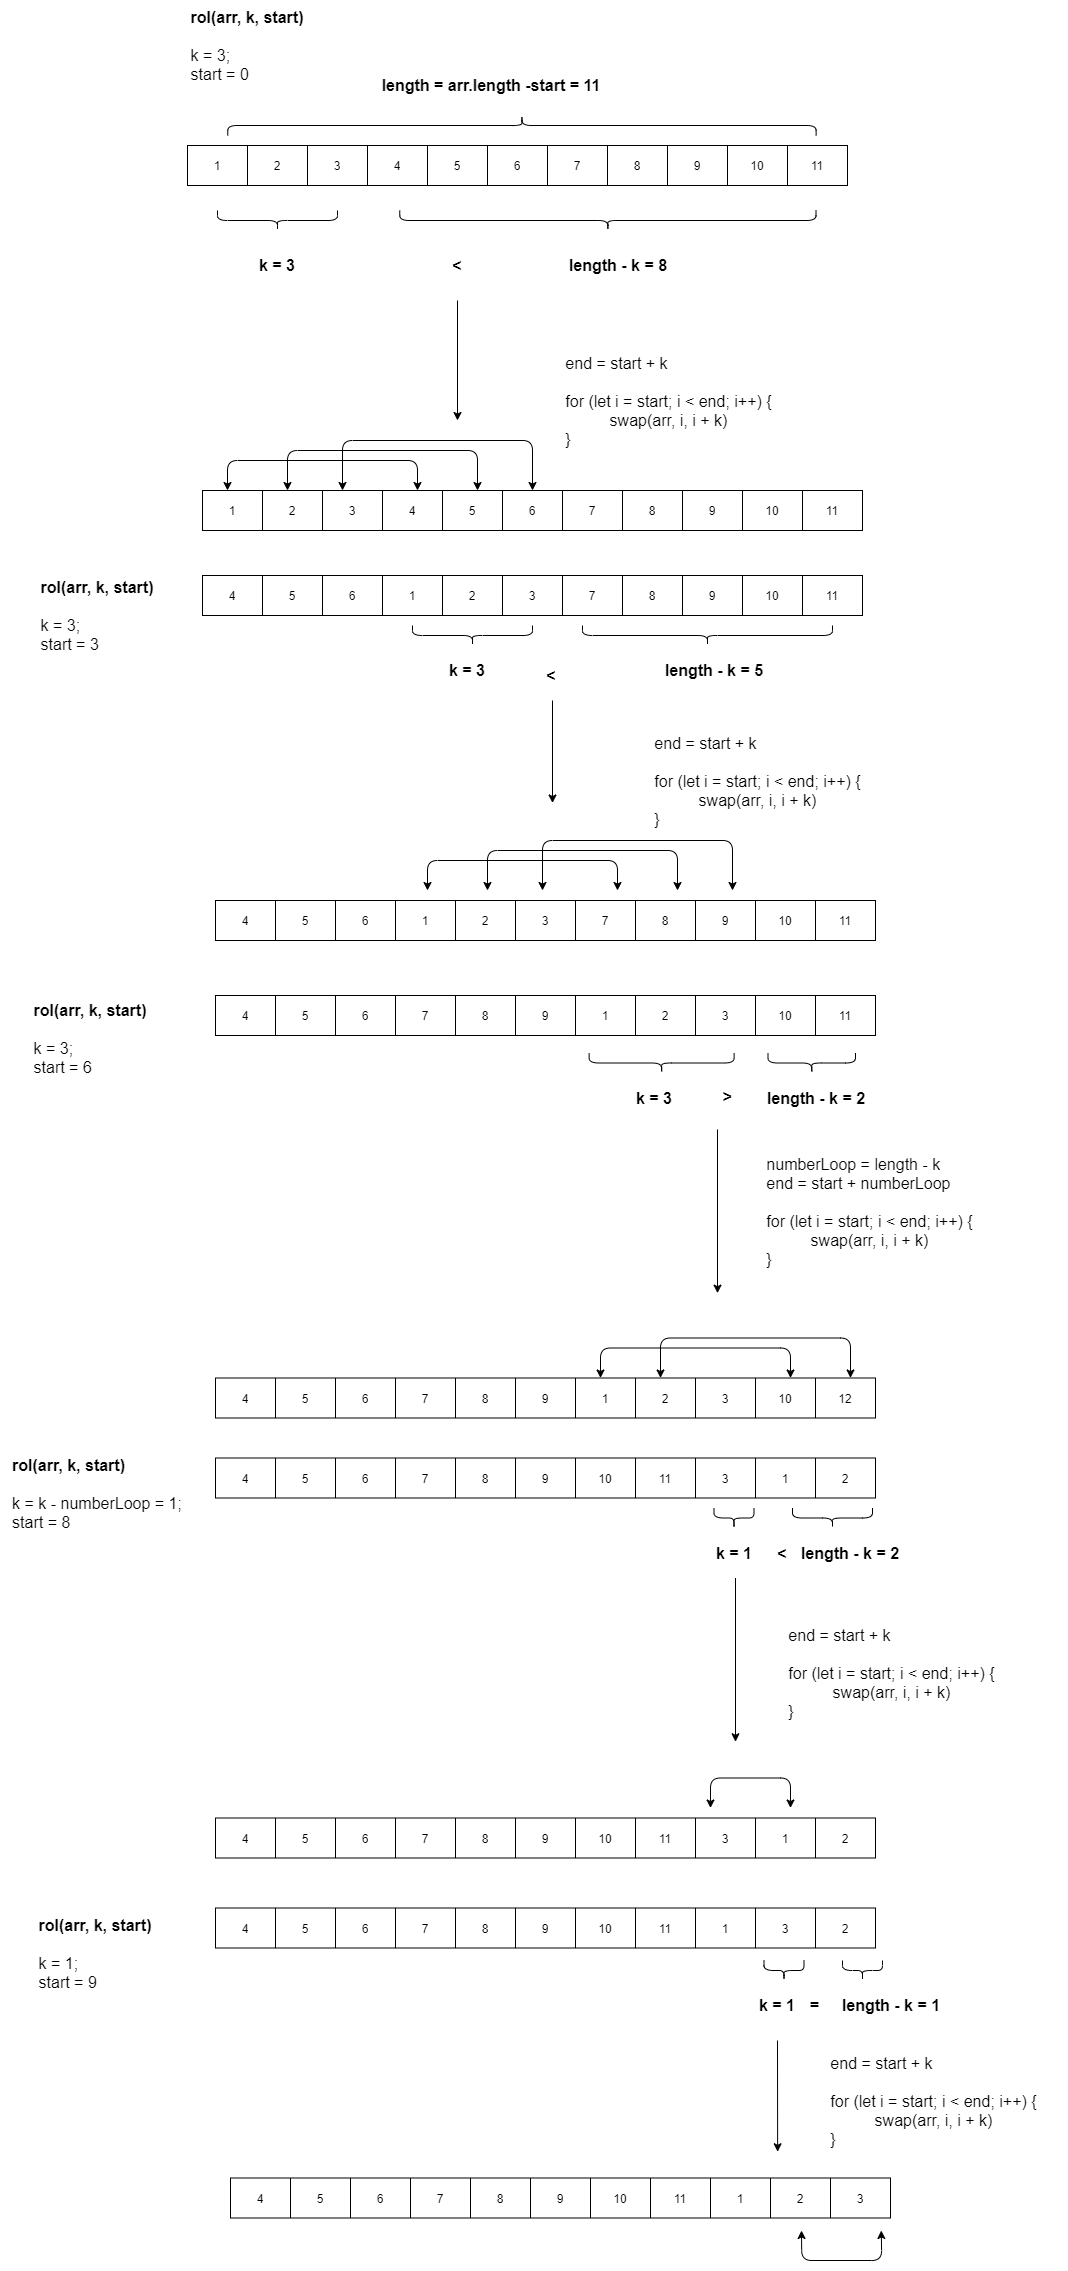 rol(arr, k, start)
k = 3;
start = 0
length = arr.length -start = 11
1 2 3 4 5 6 7 8 9 10 11
k = 3 < length - k = 8
end = start + k
for (let i = start; i < end; i++) {
swap(arr, i, i + k)
}
1 2 3 4 5 6 7 8 9 10 11
rol(arr, k, start)
k = 3;
start = 3
4 5 6 1 2 3 7 8 9 10 11
k = 3 < length - k = 5
end = start + k
for (let i = start; i < end; i++) {
swap(arr, i, i + k)
}
4 5 6 1 2 3 7 8 9 10 11
rol(arr, k, start)
k = 3;
start = 6
4 5 6 7 8 9 1 2 3 10 11
k = 3 > length - k = 2
numberLoop = length - k
end = start + numberLoop
for (let i = start; i < end; i++) {
swap(arr, i, i + k)
}
4 5 6 7 8 9 1 2 3 10 12
rol(arr, k, start)
k = k - numberLoop = 1;
start = 8
4 5 6 7 8 9 10 11 3 1 2
k = 1 < length - k = 2
end = start + k
for (let i = start; i < end; i++) {
swap(arr, i, i + k)
}
4 5 6 7 8 9 10 11 3 1 2
rol(arr, k, start)
k = 1;
start = 9
4 5 6 7 8 9 10 11 1 3 2
k = 1 = length - k = 1
end = start + k
for (let i = start; i < end; i++) {
swap(arr, i, i + k)
}
4 5 6 7 8 9 10 11 1 2 3